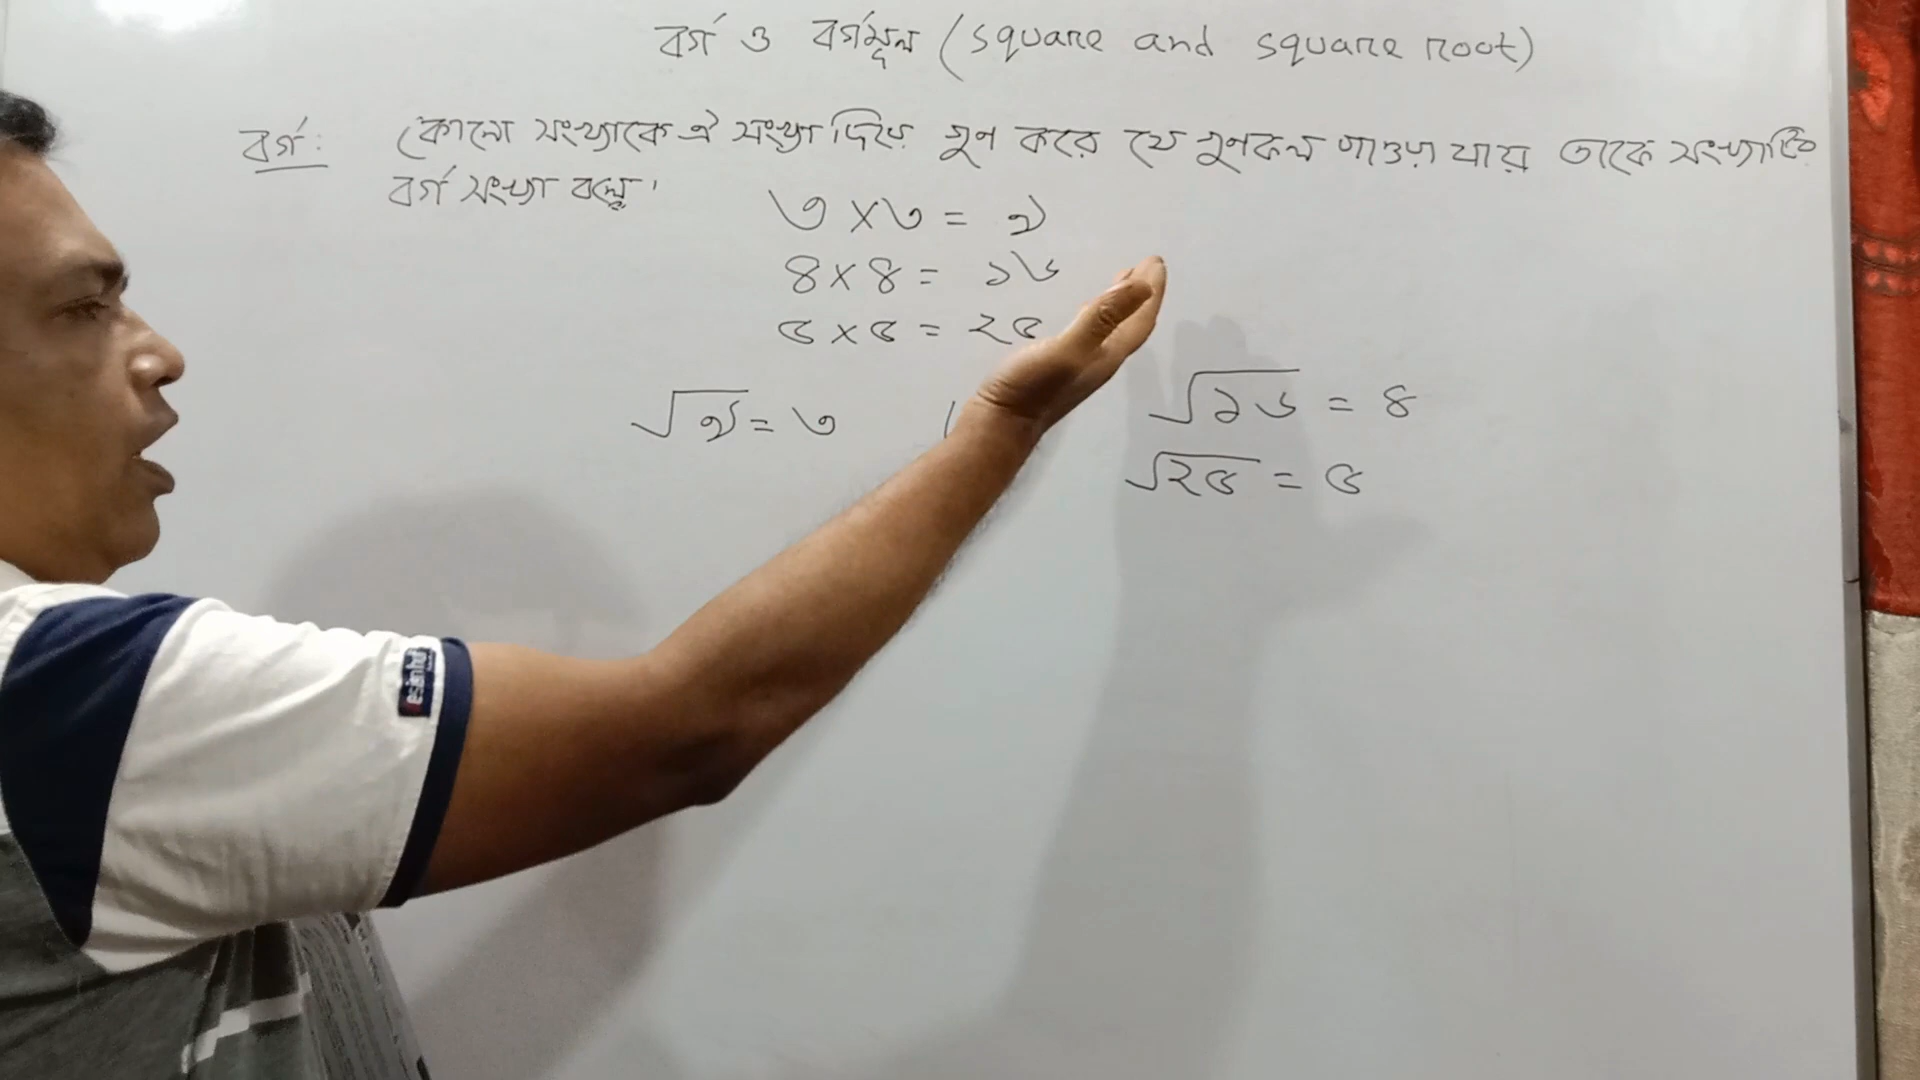 বর্গ ও বর্গমূল (square and square root)
বর্গ: কোনো সংখ্যাকে ঐ সংখ্যা দিয়ে গুণ করে যে গুণফল পাওয়া যায় তাকে সংখ্যাটির
বর্গ সংখ্যা বলে।
৩ × ৩ = ৯
৪ × ৪ = ১৬
৫ × ৫ = ২৫
√৯ = ৩
√১৬ = ৪
√২৫ = ৫